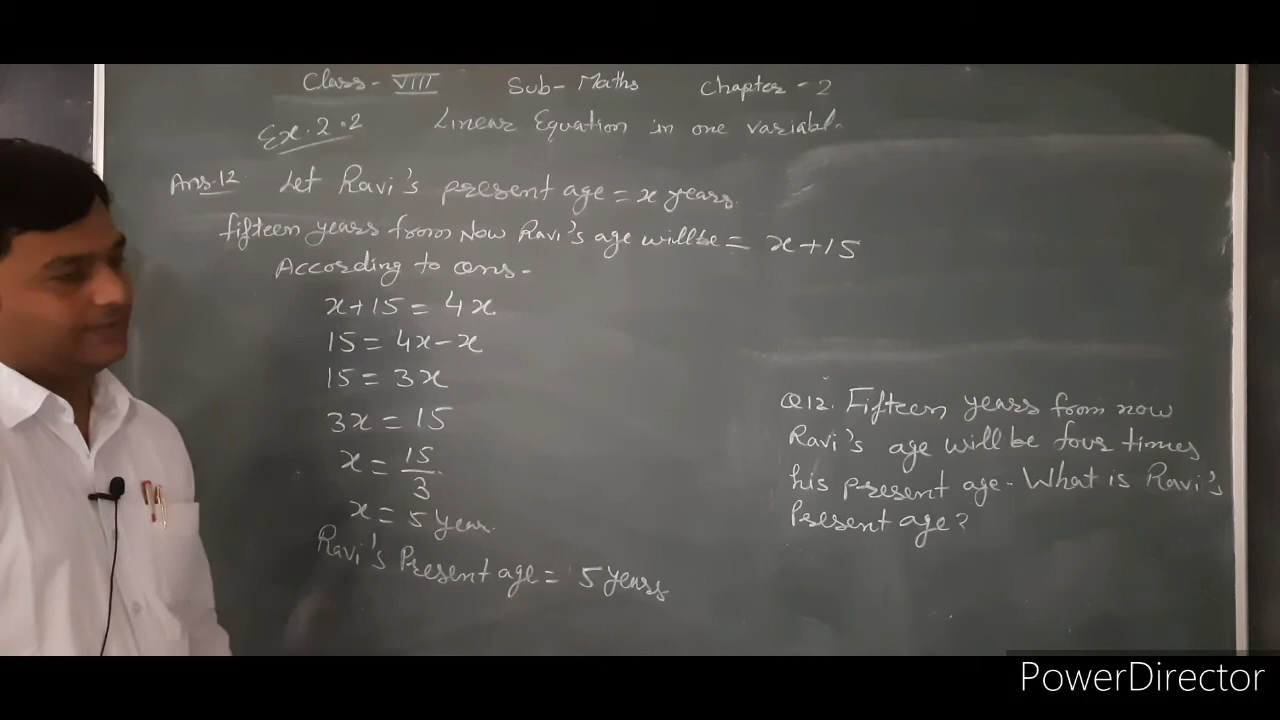 Class - VIII Sub - Maths Chapter - 2
Ex. 2.2 Linear Equation in one variable
Ans. 12. Let Ravi's present age = x years.
fifteen years from Now Ravi's age will be = x + 15
According to Qns -
x + 15 = 4x
15 = 4x - x
15 = 3x
3x = 15
x = 15/3
x = 5 year.
Ravi's Present age = 5 years
Q12. Fifteen years from now
Ravi's age will be four times
his present age. What is Ravi's
Present age?
PowerDirector